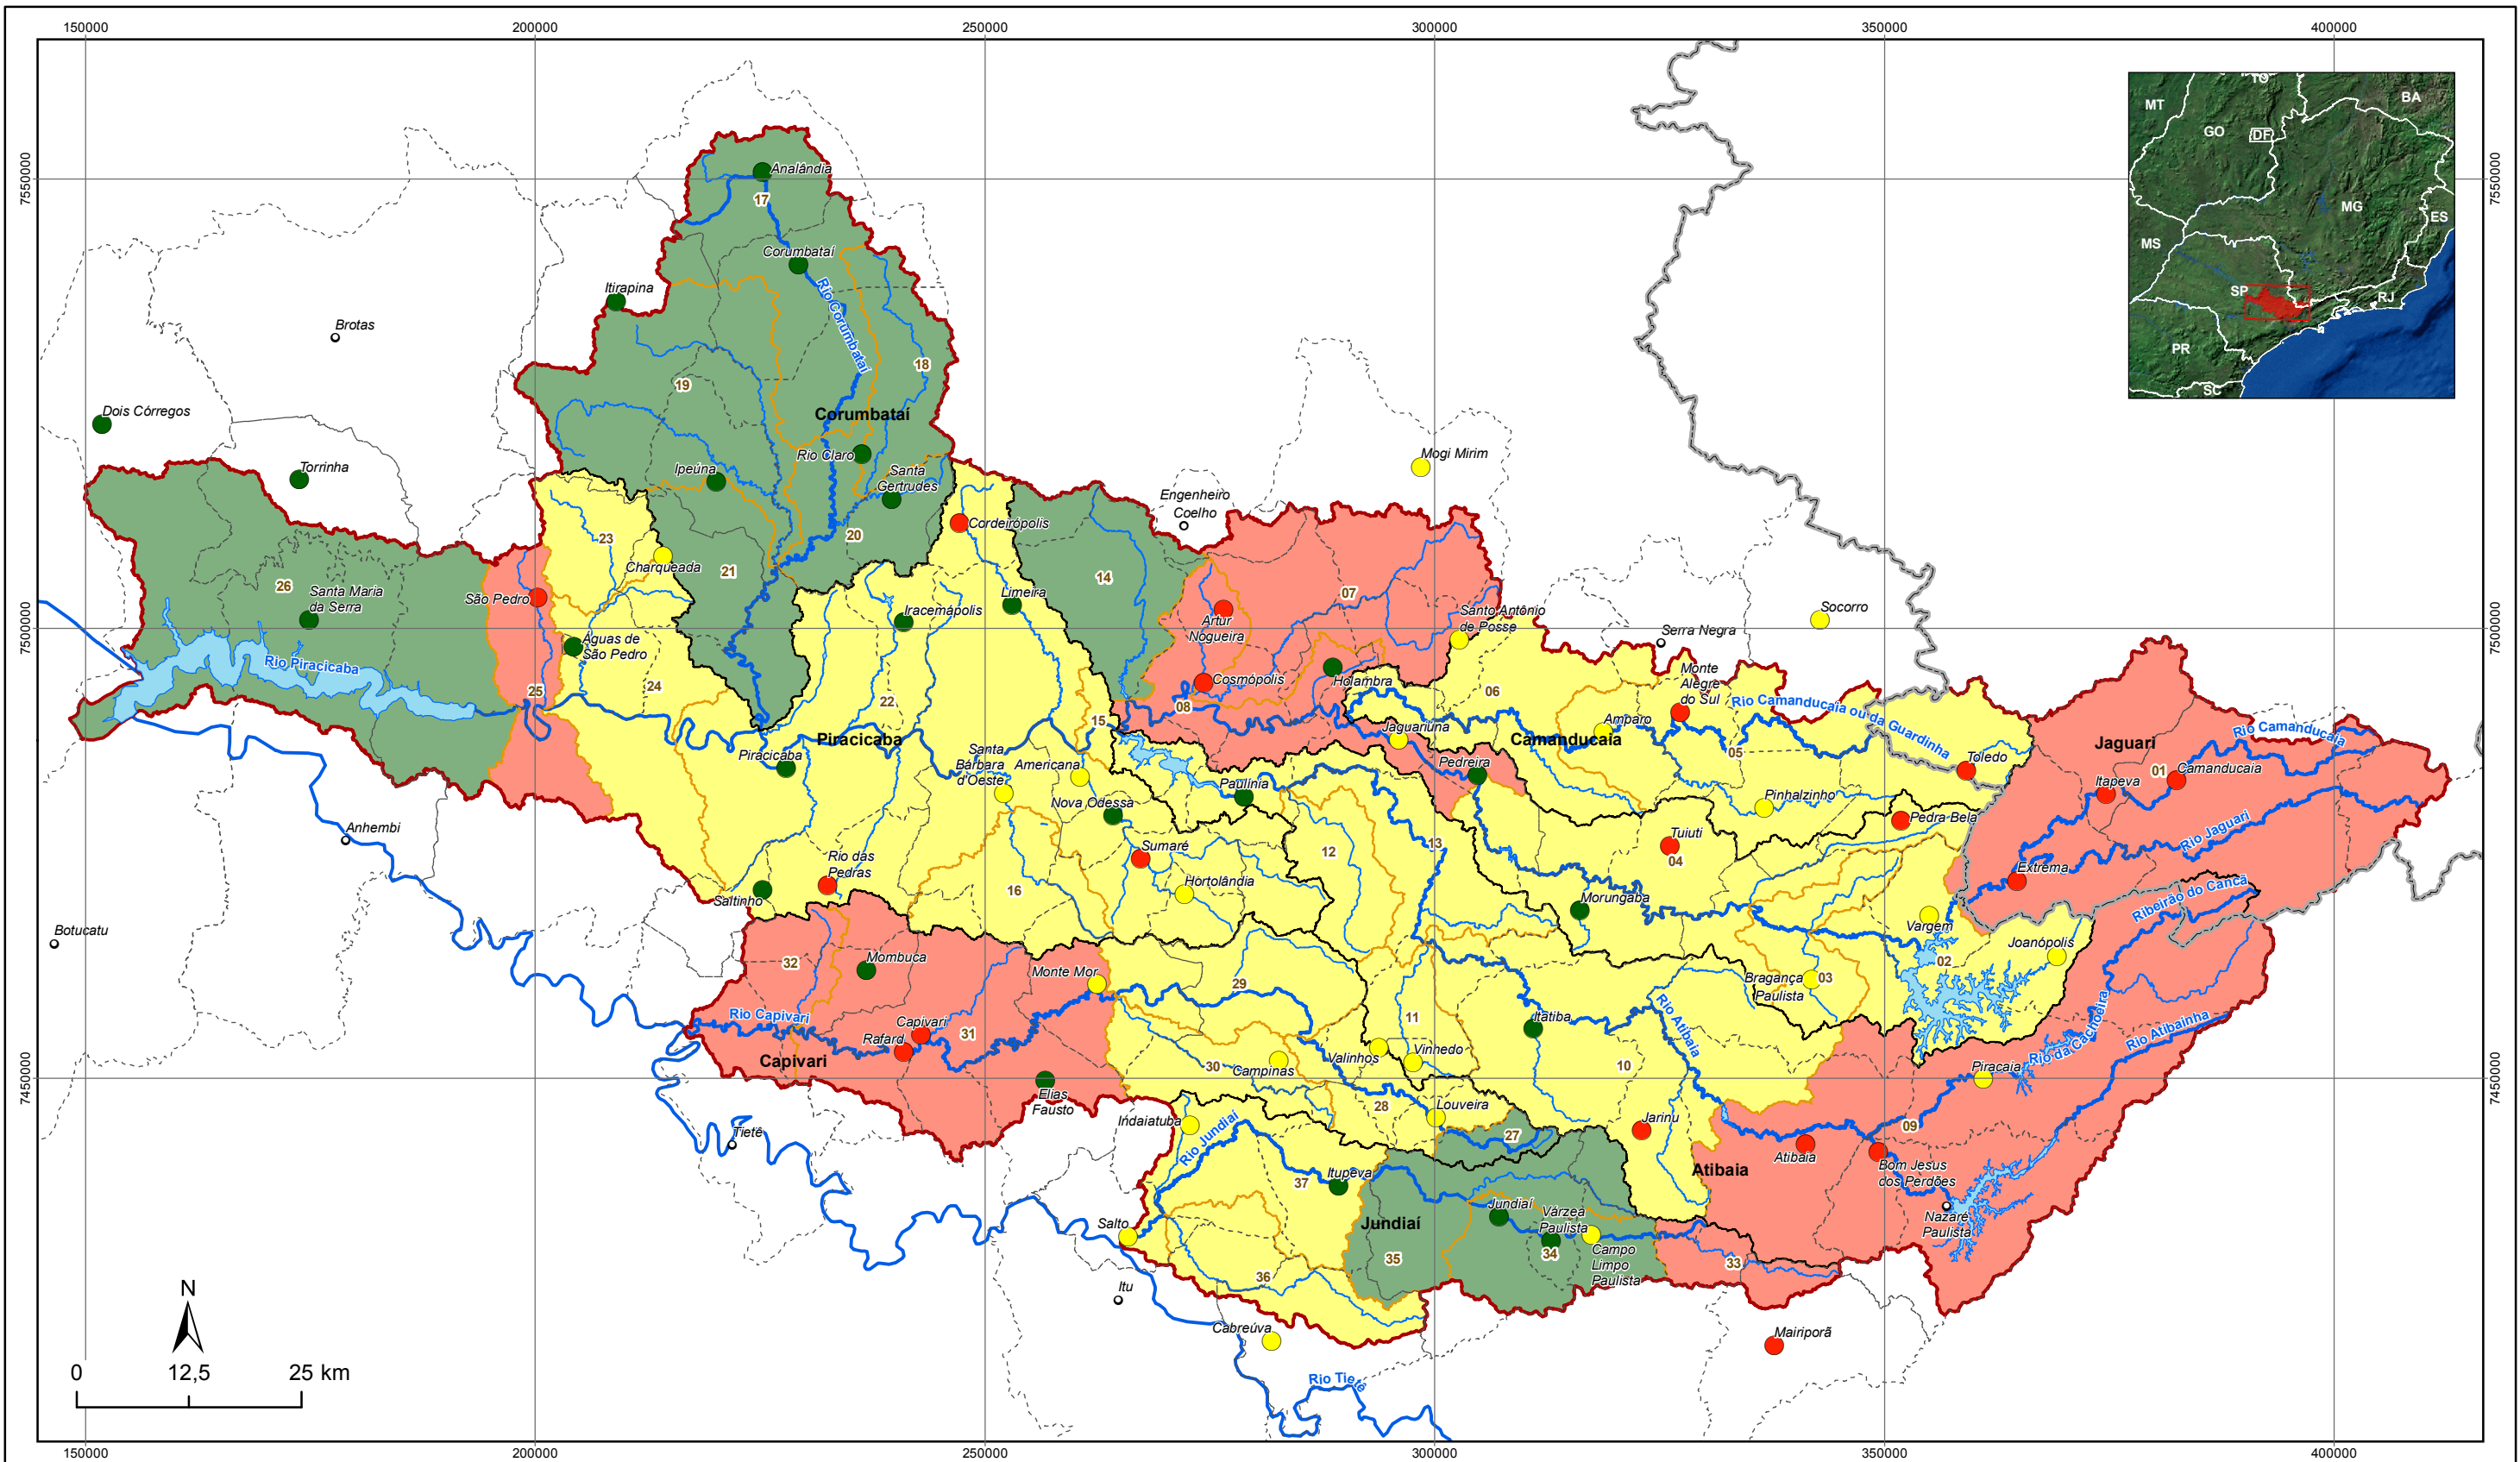 150000
200000
250000
300000
350000
400000
7550000
7550000
7500000
7500000
7450000
7450000
TO
BA
MT
GO
DF
MG
ES
MS
SP
RJ
PR
SC
Analândia
17
Corumbataí
Rio Corumbataí
Itirapina
Brotas
18
19
Dois Córregos
Corumbataí
Rio Claro
Torrinha
Ipeúna
Santa
Gertrudes
Mogi Mirim
Engenheiro
Coelho
Cordeirópolis
20
23
Charqueada
21
14
26
Santa Maria
da Serra
São Pedro
Iracemápolis
Limeira
07
Artur
Nogueira
Santo Antônio
de Posse
Socorro
Serra Negra
Águas de
São Pedro
Rio Piracicaba
25
24
22
Cosmópolis
Holambra
08
06
Monte
Alegre
do Sul
Rio Camanducaia ou da Guardinha
15
Jaguariúna
Amparo
Camanducaia
05
Piracicaba
Piracicaba
Santa
Bárbara
d'Oeste
Americana
Pedreira
Toledo
Jaguari
Rio Camanducaia
01
Camanducaia
Itapeva
Paulínia
Nova Odessa
Pinhalzinho
Pedra Bela
Anhembi
Rio Jaguari
Tuiuti
04
13
12
Sumaré
Rio das
Pedras
Hortolândia
16
Saltinho
Extrema
Ribeirão do Cancã
Morungaba
Vargem
Botucatu
32
Mombuca
Monte Mor
29
Joanópolis
02
Bragança
Paulista
03
Rio Capivari
Capivari
Rafard
31
Capivari
11
Itatiba
Rio Atibaia
Rio da Cachoeira
Rio Atibainha
30
Campinas
Valinhos
Vinhedo
10
Piracaia
Elias
Fausto
28
Louveira
Indaiatuba
Rio Jundiaí
27
Jarinu
09
Tietê
Atibaia
Atibaia
Bom Jesus
dos Perdões
Itupeva
37
Jundiaí
Jundiaí
Várzea
Paulista
Nazaré
Paulista
Salto
35
34
Campo
Limpo
Paulista
33
36
Itu
Cabreúva
Mairiporã
Rio Tietê
N
0
12,5
25 km
150000
200000
250000
300000
350000
400000